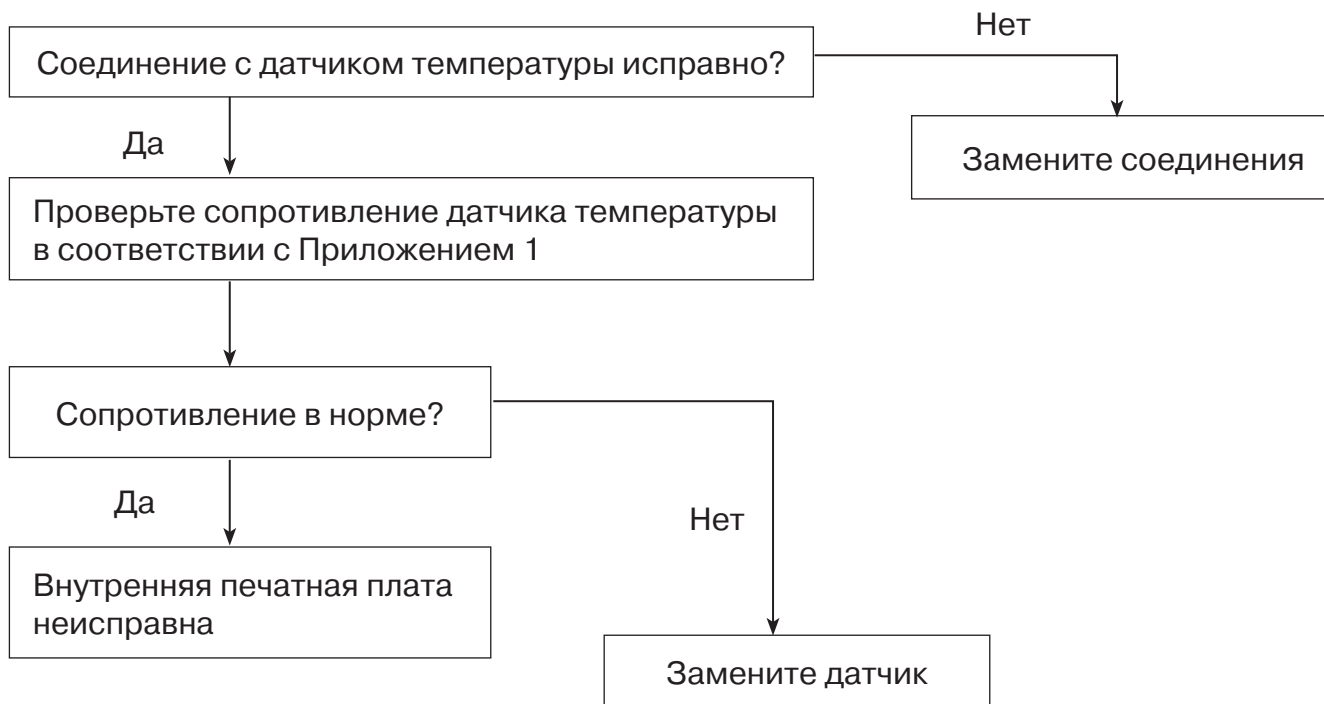 Нет
Соединение с датчиком температуры исправно?
Да
Замените соединения
Проверьте сопротивление датчика температуры
в соответствии с Приложением 1
Сопротивление в норме?
Да
Нет
Внутренняя печатная плата
неисправна
Замените датчик